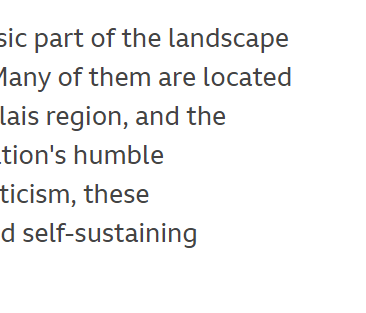 sic part of the landscape
Many of them are located
lais region, and the
tion's humble
ticism, these
d self-sustaining